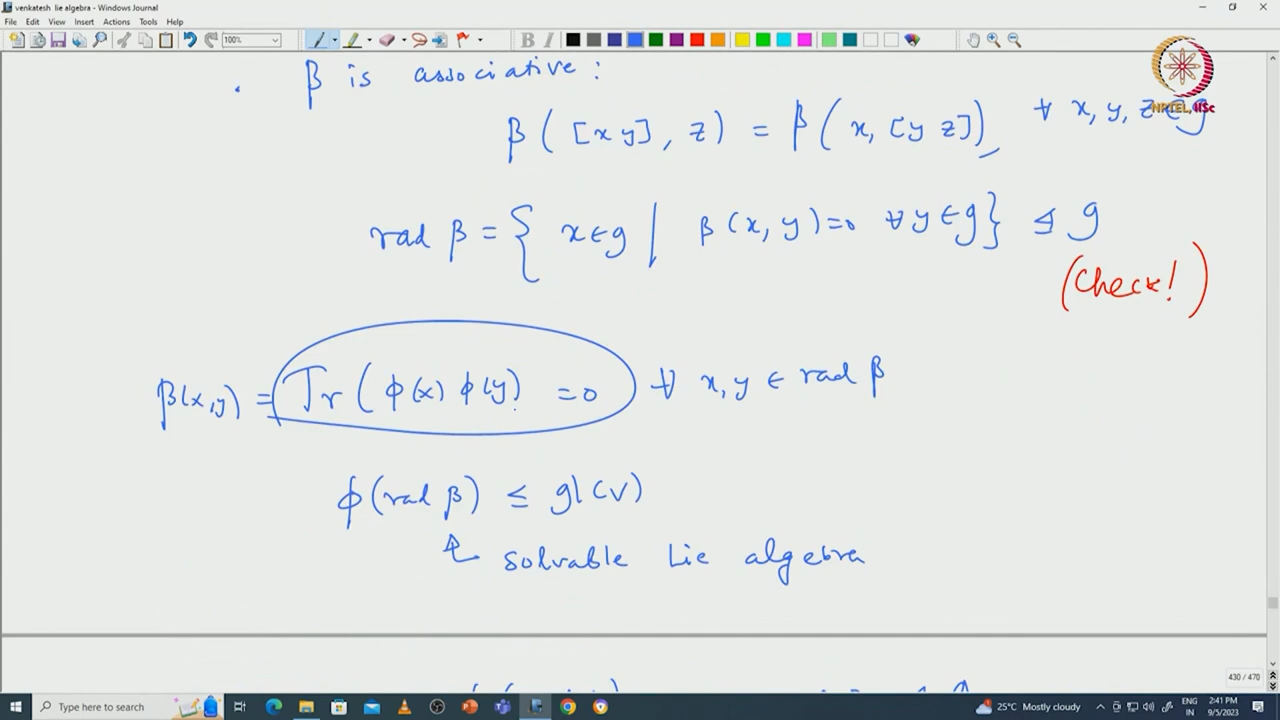 venkatesh lie algebra - Windows Journal
File Edit View Insert Actions Tools Help
100%
B I
NPTEL, IISc
. β is associative :
β ( [x y] , z ) = β ( x, [y z] ) ∀ x, y, z ∈ g
rad β = { x ∈ g | β (x, y) = 0 ∀ y ∈ g } ⊴ g
(Check!)
β(x,y) = Tr ( ϕ(x) ϕ(y) = 0 ∀ x, y ∈ rad β
ϕ (rad β) ≤ gl (V)
↑ solvable Lie algebra
430 / 470
Type here to search
25°C Mostly cloudy
ENG
IN
2:41 PM
9/5/2023